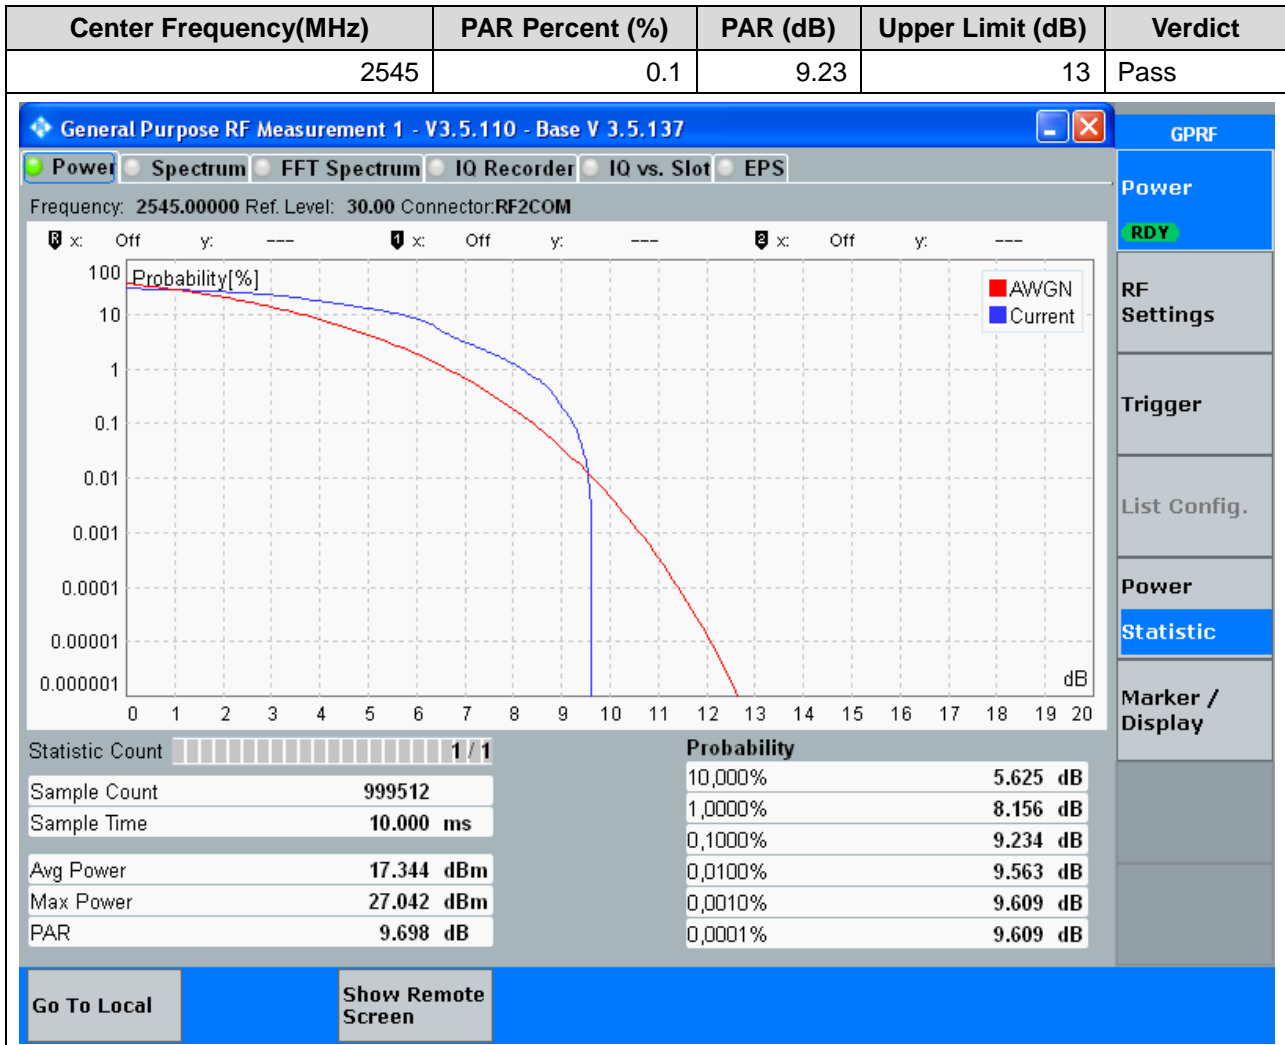 Center Frequency(MHz) PAR Percent (%) PAR (dB) Upper Limit (dB) Verdict
2545 0.1 9.23 13 Pass
General Purpose RF Measurement 1 - V3.5.110 - Base V 3.5.137
GPRF
Power Spectrum FFT Spectrum IQ Recorder IQ vs. Slot EPS
Power
RDY
Frequency: 2545.00000 Ref. Level: 30.00 Connector:RF2COM
R x: Off y: --- 1 x: Off y: --- 2 x: Off y: ---
Probability[%]
AWGN
Current
100
10
1
0.1
0.01
0.001
0.0001
0.00001
0.000001
dB
0 1 2 3 4 5 6 7 8 9 10 11 12 13 14 15 16 17 18 19 20
RF
Settings
Trigger
List Config.
Power
Statistic
Marker /
Display
Statistic Count 1 / 1
Sample Count 999512
Sample Time 10.000 ms
Avg Power 17.344 dBm
Max Power 27.042 dBm
PAR 9.698 dB
Probability
10,000% 5.625 dB
1,0000% 8.156 dB
0,1000% 9.234 dB
0,0100% 9.563 dB
0,0010% 9.609 dB
0,0001% 9.609 dB
Go To Local
Show Remote
Screen